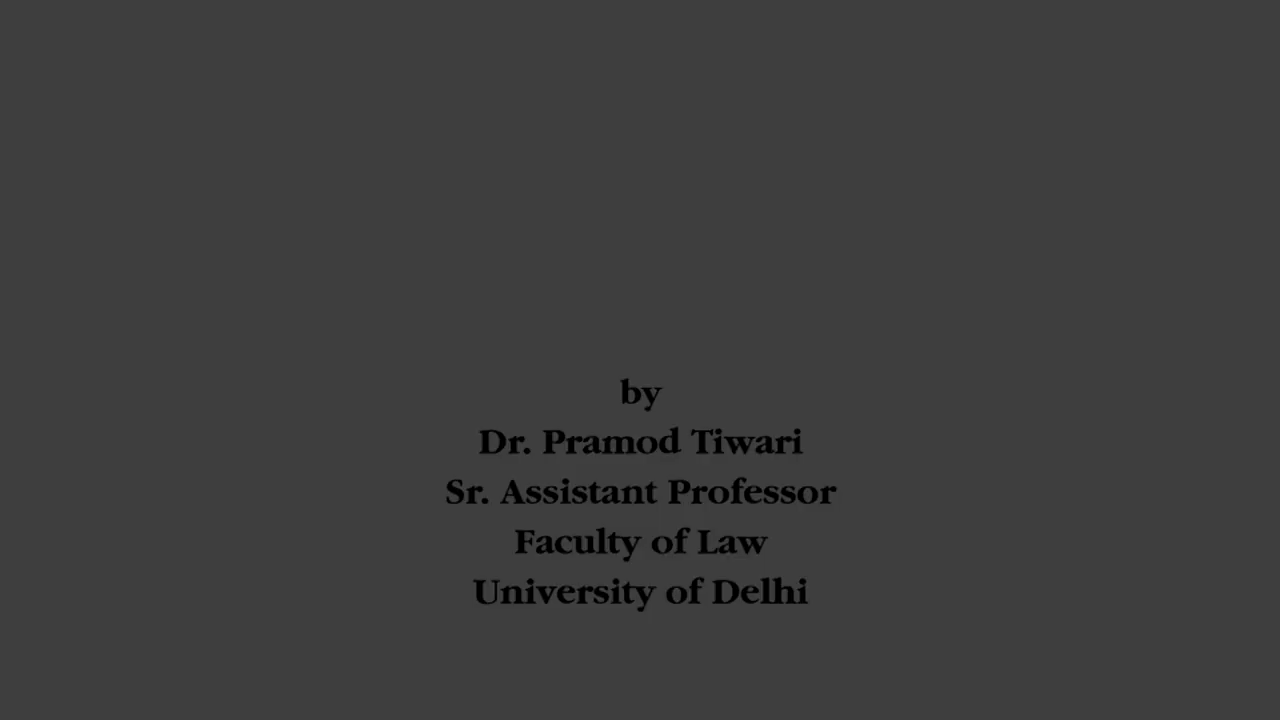 by
Dr. Pramod Tiwari
Sr. Assistant Professor
Faculty of Law
University of Delhi